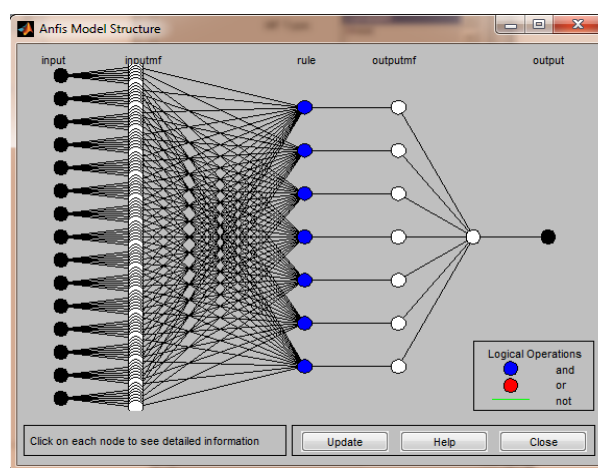 Anfis Model Structure
input inputmf rule outputmf output
Logical Operations
and
or
not
Click on each node to see detailed information
Update Help Close